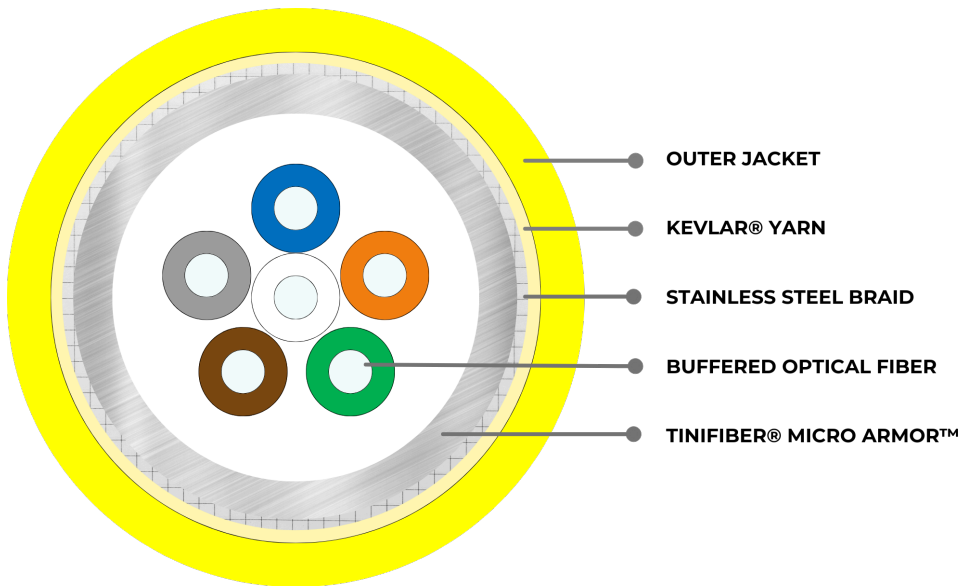 OUTER JACKET
KEVLAR® YARN
STAINLESS STEEL BRAID
BUFFERED OPTICAL FIBER
TINIFIBER® MICRO ARMOR™